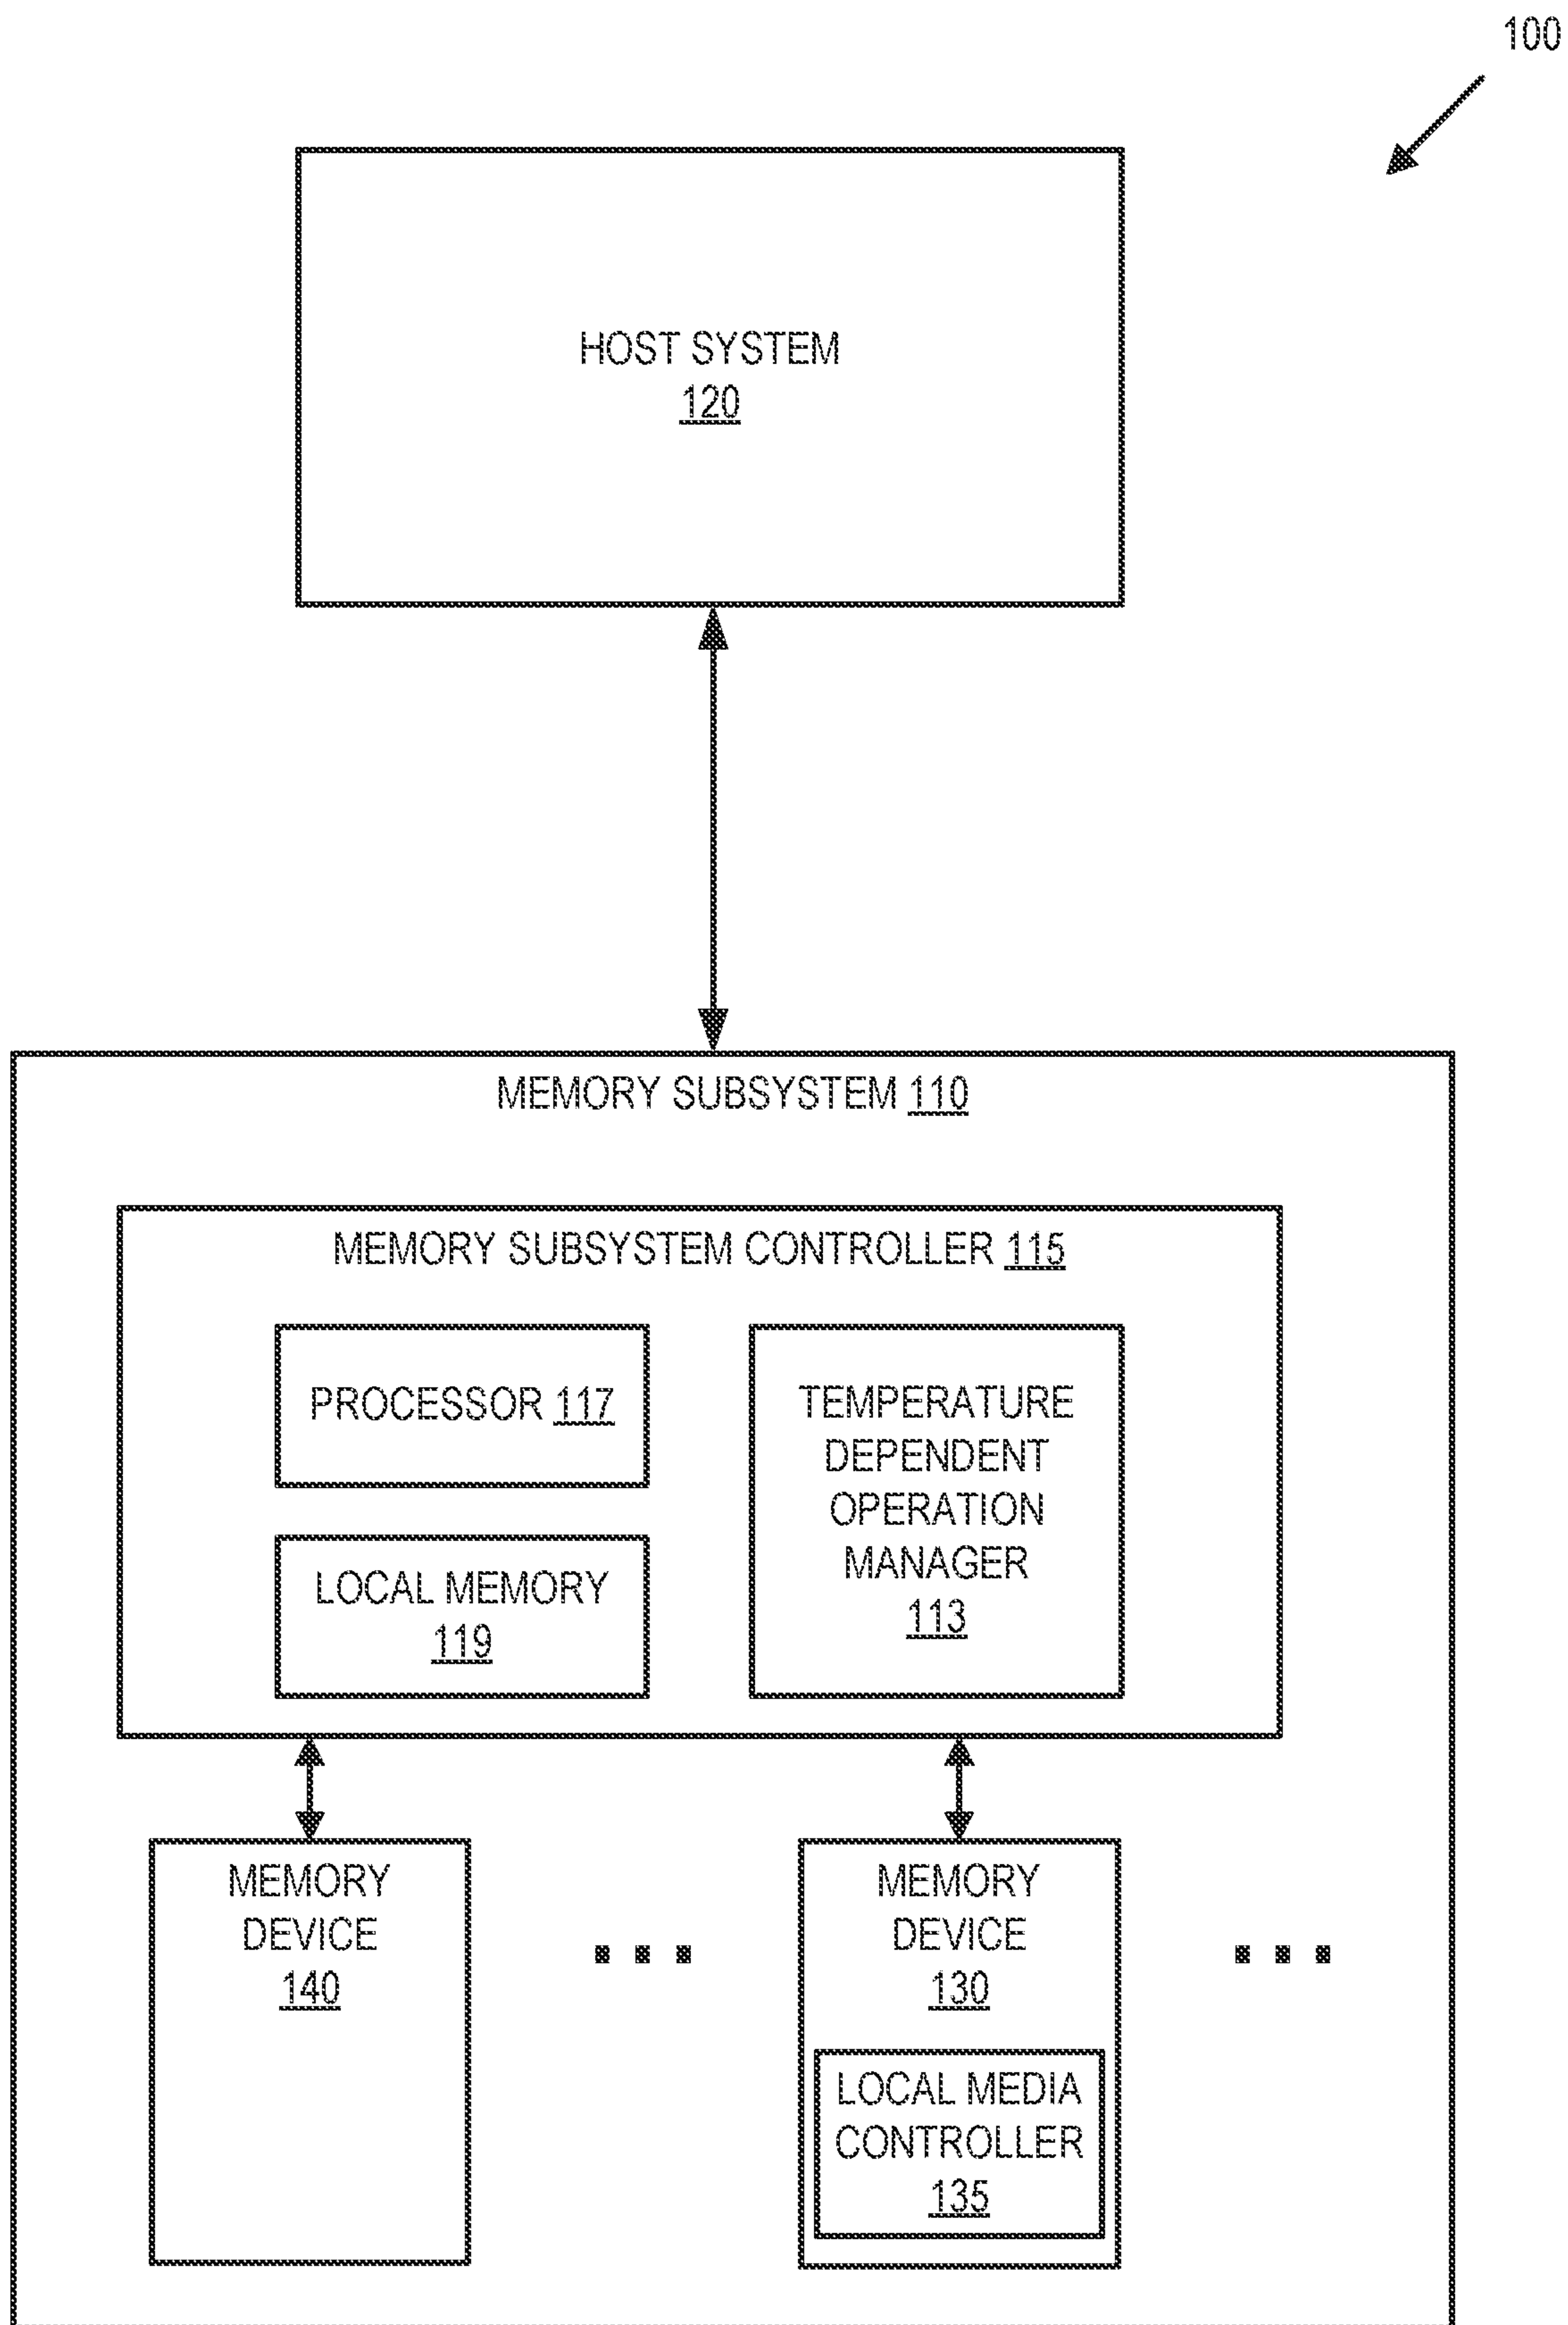 100
HOST SYSTEM
120
MEMORY SUBSYSTEM 110
MEMORY SUBSYSTEM CONTROLLER 115
PROCESSOR 117
LOCAL MEMORY
119
TEMPERATURE
DEPENDENT
OPERATION
MANAGER
113
MEMORY
DEVICE
140
MEMORY
DEVICE
130
LOCAL MEDIA
CONTROLLER
135